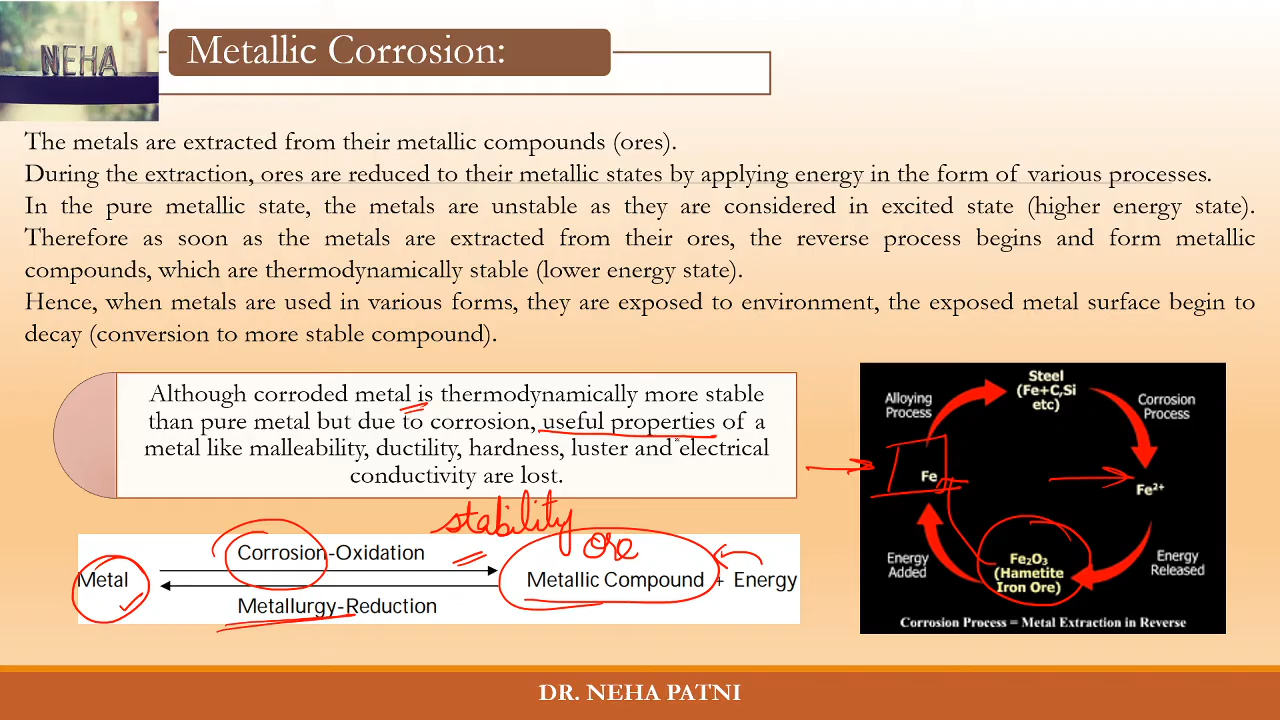 NEHA
Metallic Corrosion:
The metals are extracted from their metallic compounds (ores).
During the extraction, ores are reduced to their metallic states by applying energy in the form of various processes.
In the pure metallic state, the metals are unstable as they are considered in excited state (higher energy state).
Therefore as soon as the metals are extracted from their ores, the reverse process begins and form metallic
compounds, which are thermodynamically stable (lower energy state).
Hence, when metals are used in various forms, they are exposed to environment, the exposed metal surface begin to
decay (conversion to more stable compound).
Although corroded metal is thermodynamically more stable
than pure metal but due to corrosion, useful properties of a
metal like malleability, ductility, hardness, luster and electrical
conductivity are lost.
stability
ore
Corrosion-Oxidation
Metal
Metallic Compound + Energy
Metallurgy-Reduction
Steel
(Fe+C,Si
etc)
Alloying
Process
Corrosion
Process
Fe
Fe²⁺
Energy
Added
Fe₂O₃
(Hametite
Iron Ore)
Energy
Released
Corrosion Process = Metal Extraction in Reverse
DR. NEHA PATNI